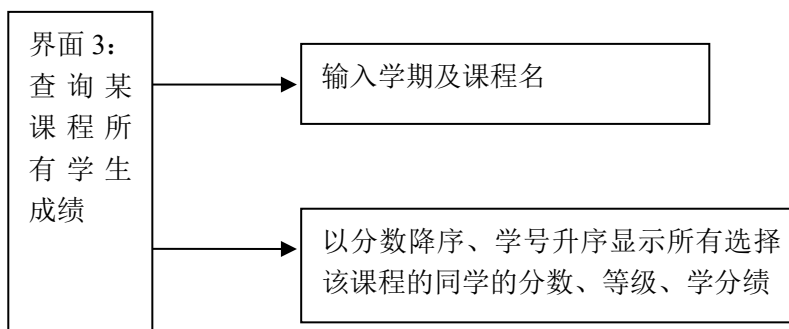 界面 3:
查询某
课程所
有学生
成绩
输入学期及课程名
以分数降序、学号升序显示所有选择
该课程的同学的分数、等级、学分绩